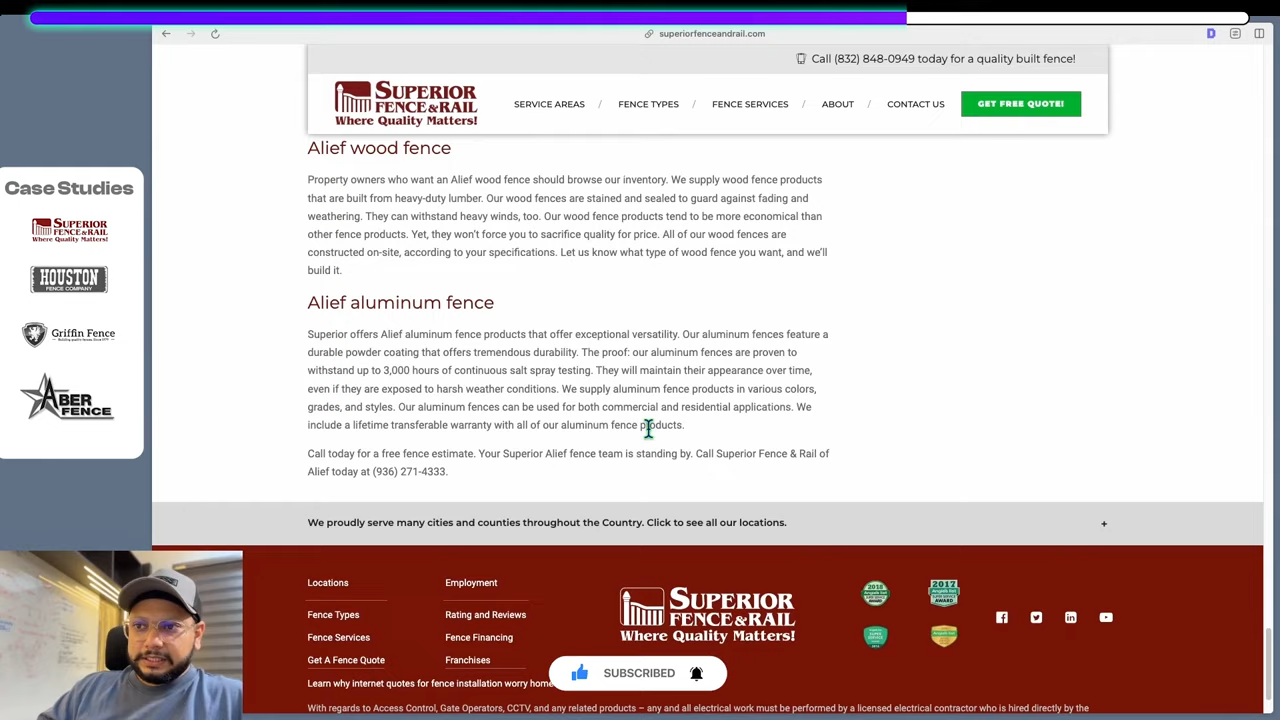 superiorfenceandrail.com
D
Call (832) 848-0949 today for a quality built fence!
SUPERIOR
FENCE & RAIL
Where Quality Matters!
SERVICE AREAS / FENCE TYPES / FENCE SERVICES / ABOUT / CONTACT US
GET FREE QUOTE!
Alief wood fence
Property owners who want an Alief wood fence should browse our inventory. We supply wood fence products
that are built from heavy-duty lumber. Our wood fences are stained and sealed to guard against fading and
weathering. They can withstand heavy winds, too. Our wood fence products tend to be more economical than
other fence products. Yet, they won't force you to sacrifice quality for price. All of our wood fences are
constructed on-site, according to your specifications. Let us know what type of wood fence you want, and we'll
build it.
Alief aluminum fence
Superior offers Alief aluminum fence products that offer exceptional versatility. Our aluminum fences feature a
durable powder coating that offers tremendous durability. The proof: our aluminum fences are proven to
withstand up to 3,000 hours of continuous salt spray testing. They will maintain their appearance over time,
even if they are exposed to harsh weather conditions. We supply aluminum fence products in various colors,
grades, and styles. Our aluminum fences can be used for both commercial and residential applications. We
include a lifetime transferable warranty with all of our aluminum fence products.
Call today for a free fence estimate. Your Superior Alief fence team is standing by. Call Superior Fence & Rail of
Alief today at (936) 271-4333.
We proudly serve many cities and counties throughout the Country. Click to see all our locations.
+
Case Studies
SUPERIOR
FENCE & RAIL
Where Quality Matters!
HOUSTON
FENCE COMPANY
Griffin Fence
ABER
FENCE
Locations
Fence Types
Fence Services
Get A Fence Quote
Employment
Rating and Reviews
Fence Financing
Franchises
Learn why internet quotes for fence installation worry home
SUPERIOR
FENCE & RAIL
Where Quality Matters!
2018
2017
AWARD
SUBSCRIBED
With regards to Access Control, Gate Operators, CCTV, and any related products – any and all electrical work must be performed by a licensed electrical contractor who is hired directly by the